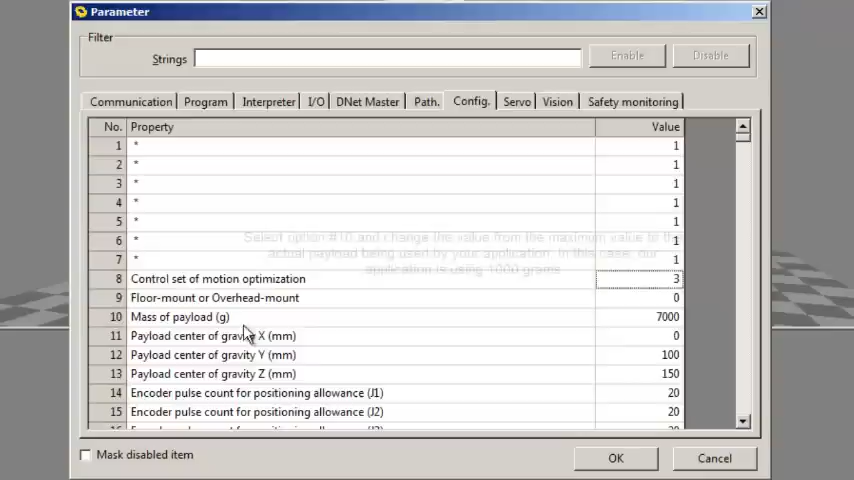 Parameter
Filter
Strings
Enable
Disable
Communication Program Interpreter I/O DNet Master Path. Config. Servo Vision Safety monitoring
No. Property Value
1 * 1
2 * 1
3 * 1
4 * 1
5 * 1
6 * 1
7 * 1
Select option #10 and change the value from the maximum value to the
actual payload being used by your application. In this case, our
application is using 1000 grams
8 Control set of motion optimization 3
9 Floor-mount or Overhead-mount 0
10 Mass of payload (g) 7000
11 Payload center of gravity X (mm) 0
12 Payload center of gravity Y (mm) 100
13 Payload center of gravity Z (mm) 150
14 Encoder pulse count for positioning allowance (J1) 20
15 Encoder pulse count for positioning allowance (J2) 20
Mask disabled item
OK
Cancel